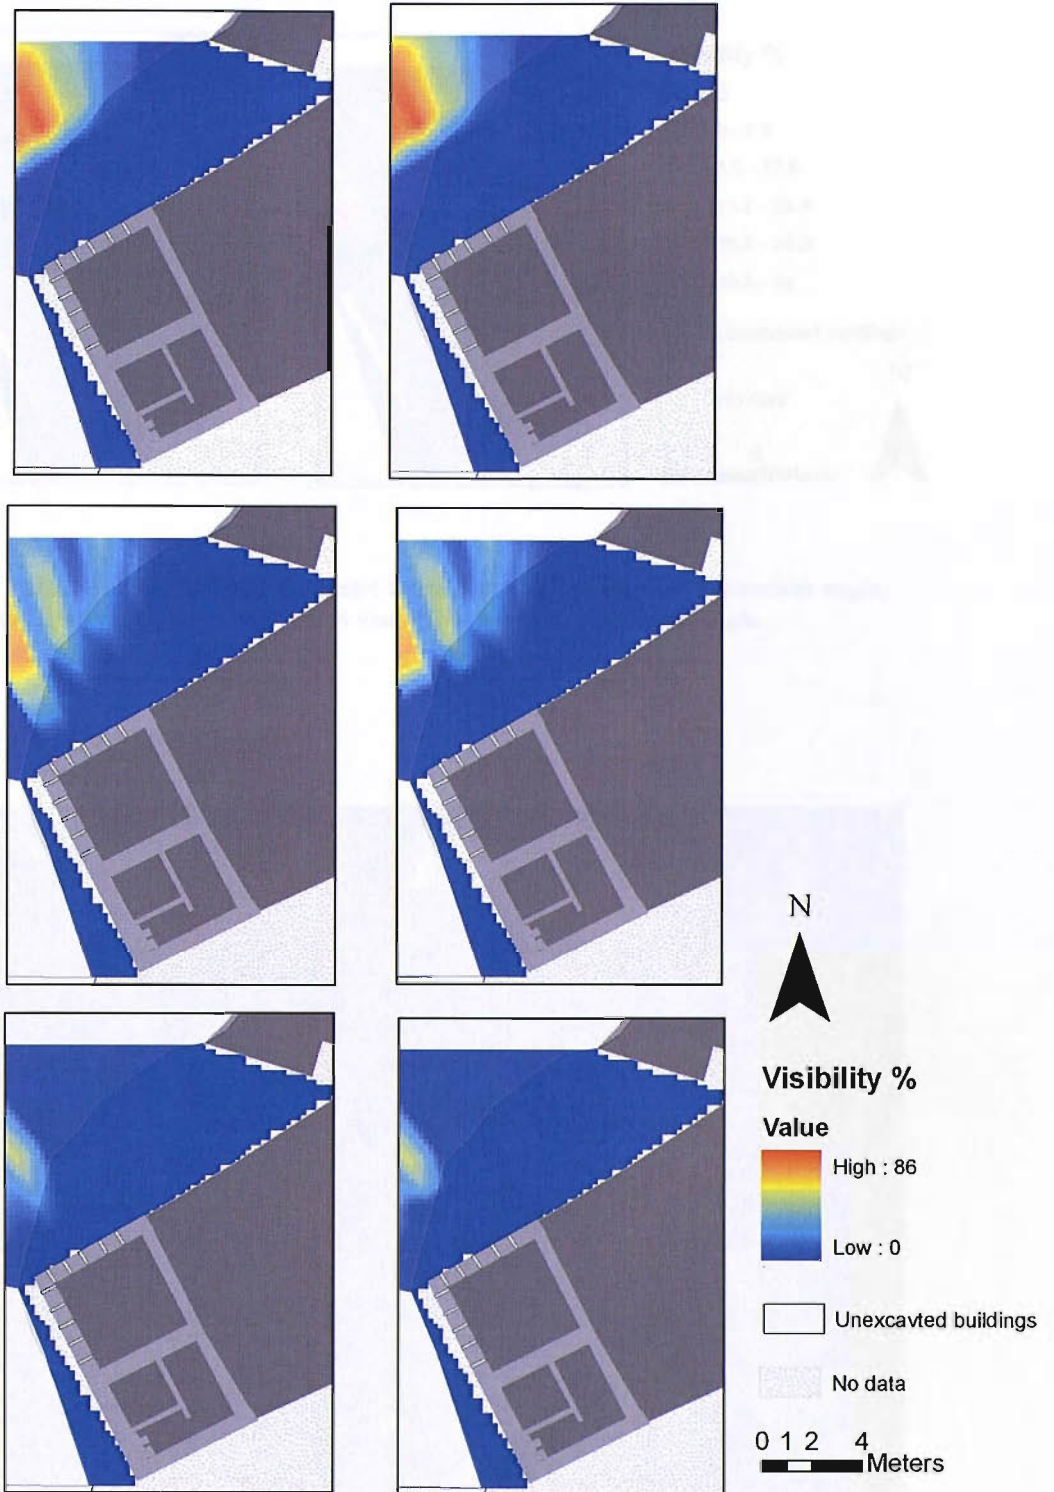 N
Visibility %
Value
High : 86
Low : 0
Unexcavted buildings
No data
0 1 2 4
Meters